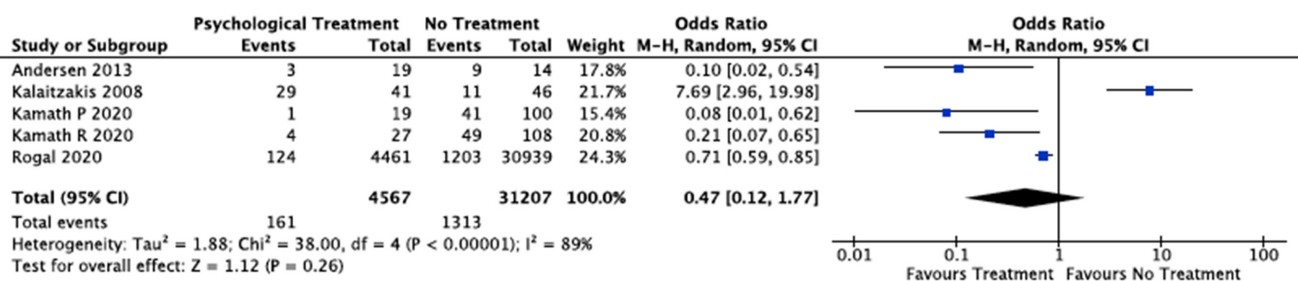 Psychological Treatment No Treatment Odds Ratio Odds Ratio
Study or Subgroup Events Total Events Total Weight M-H, Random, 95% CI M-H, Random, 95% CI
Andersen 2013 3 19 9 14 17.8% 0.10 [0.02, 0.54]
Kalaitzakis 2008 29 41 11 46 21.7% 7.69 [2.96, 19.98]
Kamath P 2020 1 19 41 100 15.4% 0.08 [0.01, 0.62]
Kamath R 2020 4 27 49 108 20.8% 0.21 [0.07, 0.65]
Rogal 2020 124 4461 1203 30939 24.3% 0.71 [0.59, 0.85]
Total (95% CI) 4567 31207 100.0% 0.47 [0.12, 1.77]
Total events 161 1313
Heterogeneity: Tau² = 1.88; Chi² = 38.00, df = 4 (P < 0.00001); I² = 89%
Test for overall effect: Z = 1.12 (P = 0.26)
0.01 0.1 1 10 100
Favours Treatment Favours No Treatment